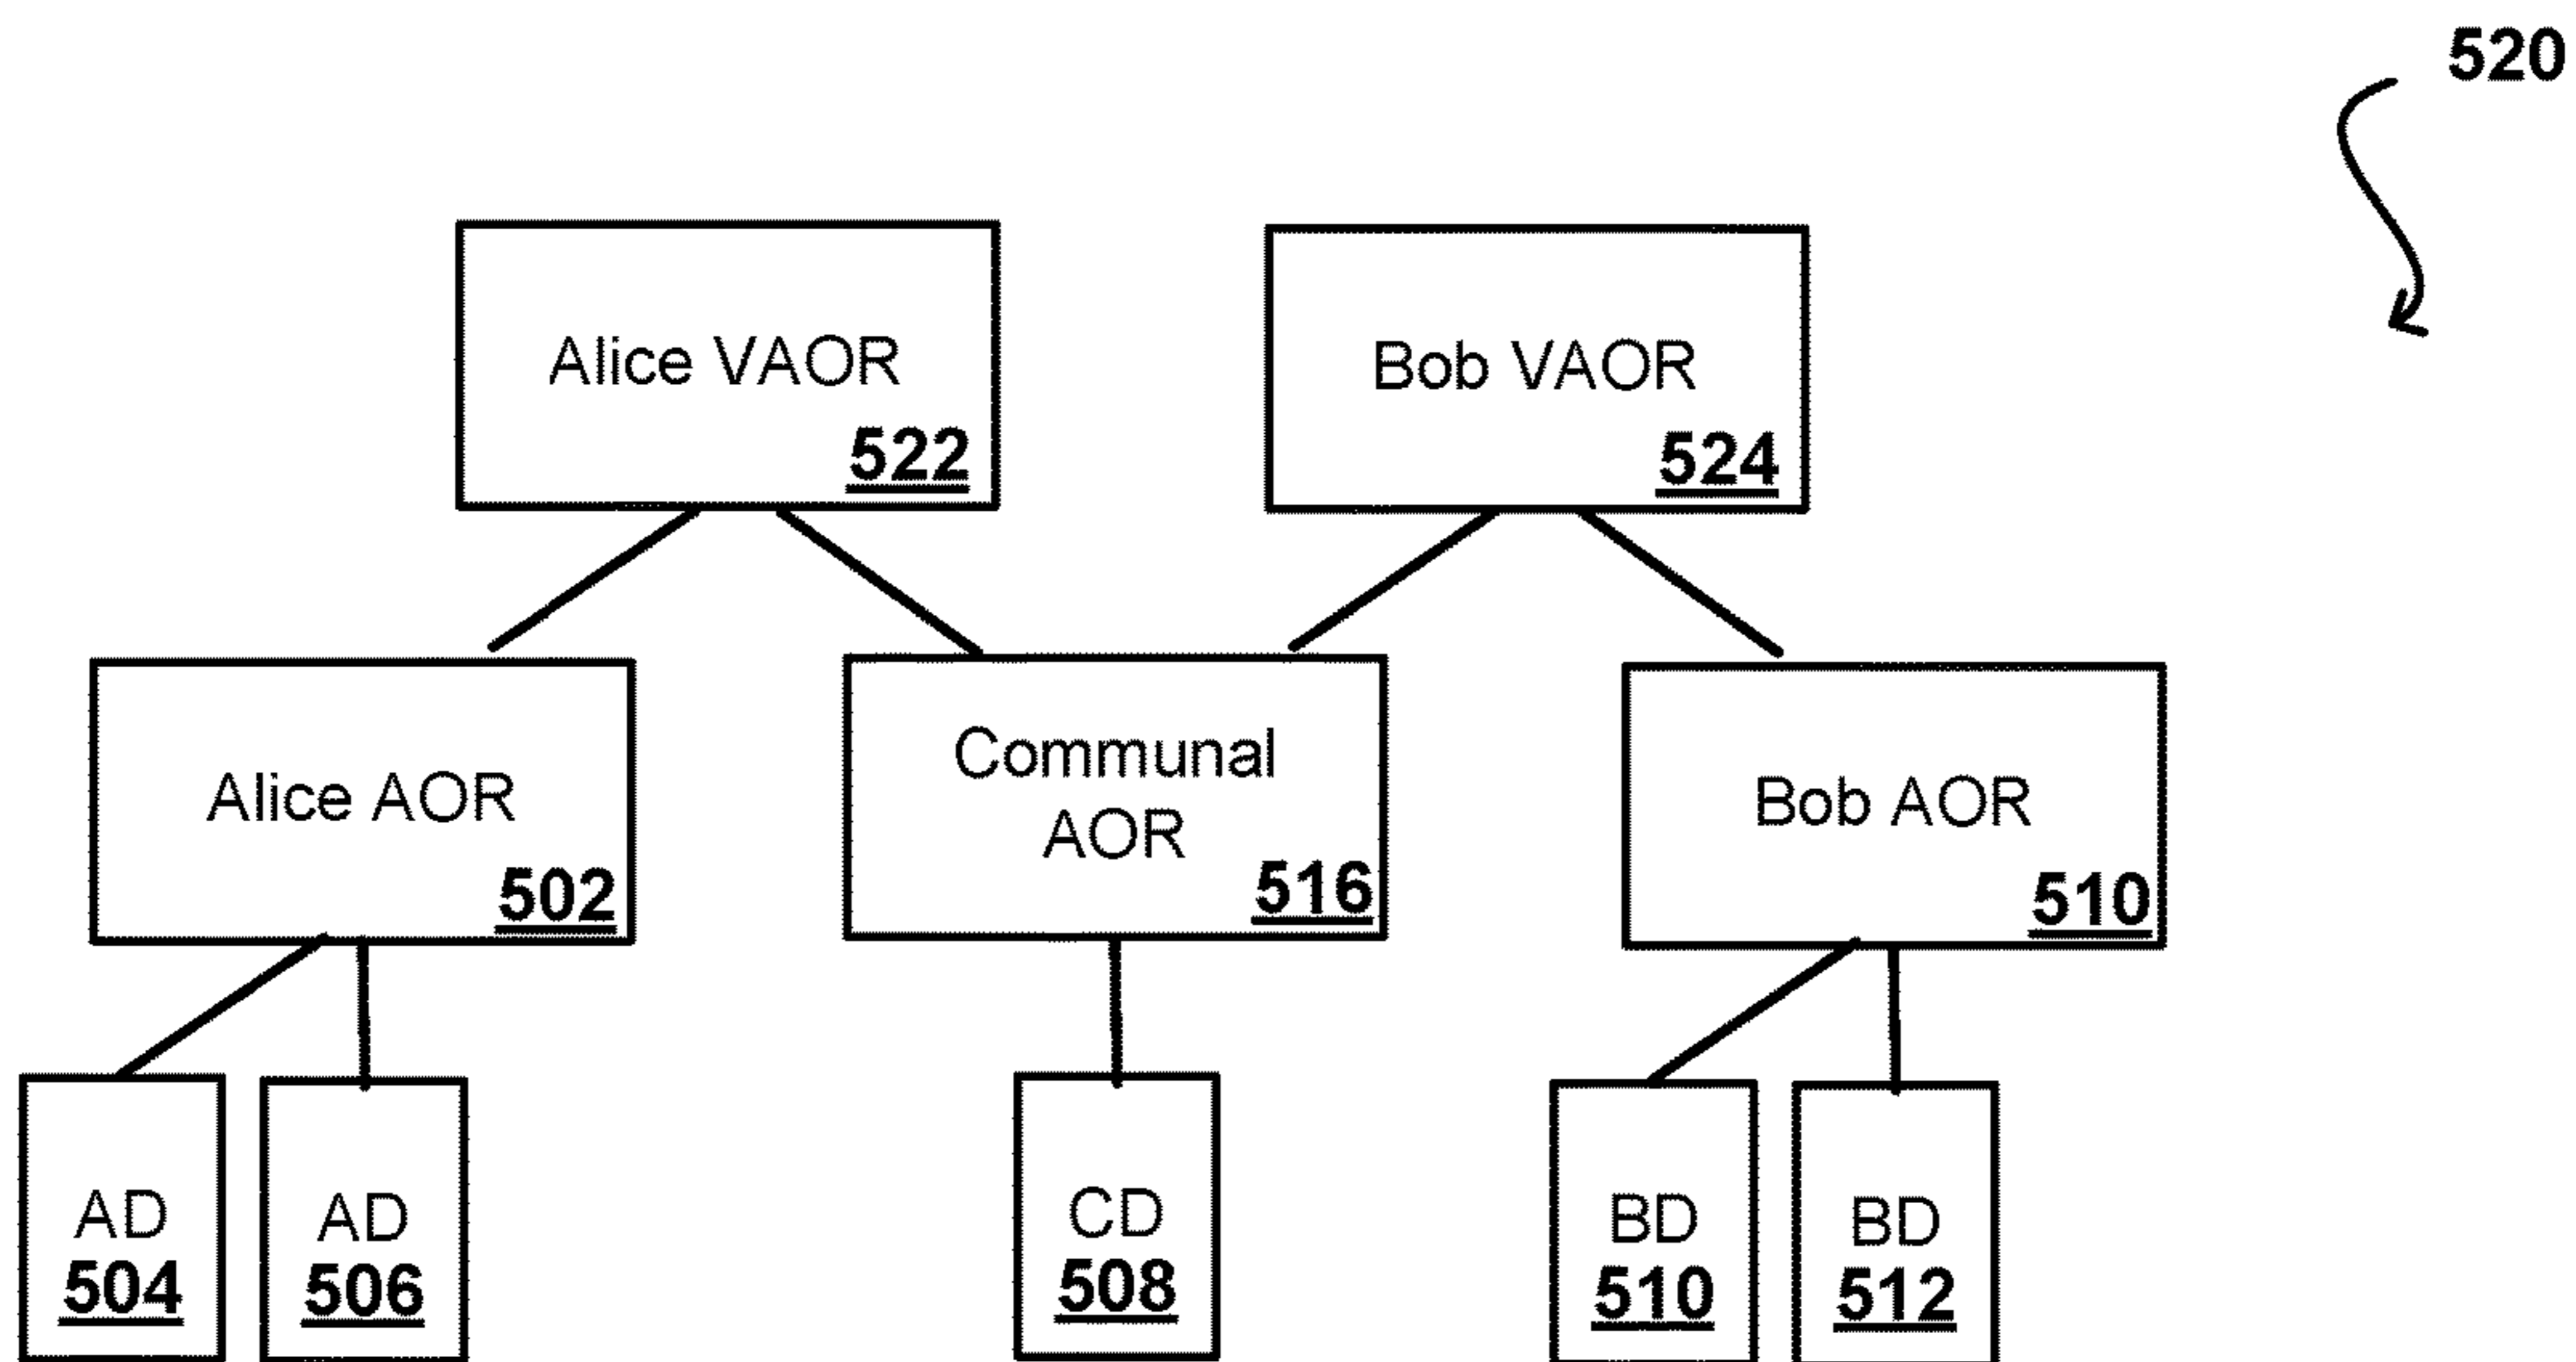 520
Alice VAOR
522
Bob VAOR
524
Alice AOR
502
Communal
AOR
516
Bob AOR
510
AD
504
AD
506
CD
508
BD
510
BD
512